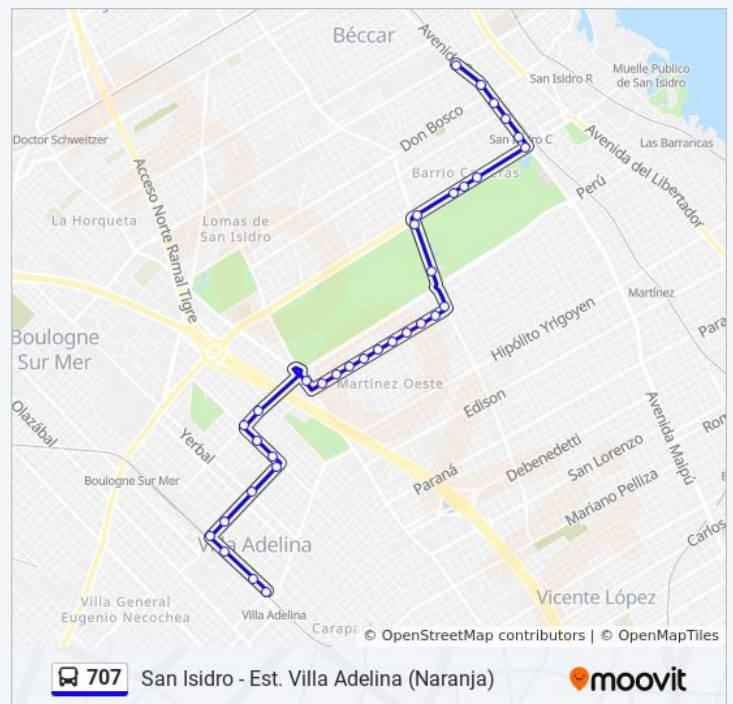 Béccar
Avenida
San Isidro R
Muelle Publico
de San Isidro
Don Bosco
Doctor Schweitzer
San Isidro C
Las Barrancas
Avenida del Libertador
Acceso Norte Ramal Tigre
Barrio
Perú
La Horqueta
Lomas de
San Isidro
Martínez
Boulogne
Sur Mer
Hipólito Yrigoyen
Martínez Oeste
Edison
Avenida Maipú
Olazábal
Yerbal
Debenedetti
San Lorenzo
Boulogne Sur Mer
Paraná
Mariano Pelliza
Carlos
Villa Adelina
Villa General
Eugenio Necochea
Villa Adelina
Vicente López
© OpenStreetMap contributors | © OpenMapTiles
707 San Isidro - Est. Villa Adelina (Naranja)
moovit